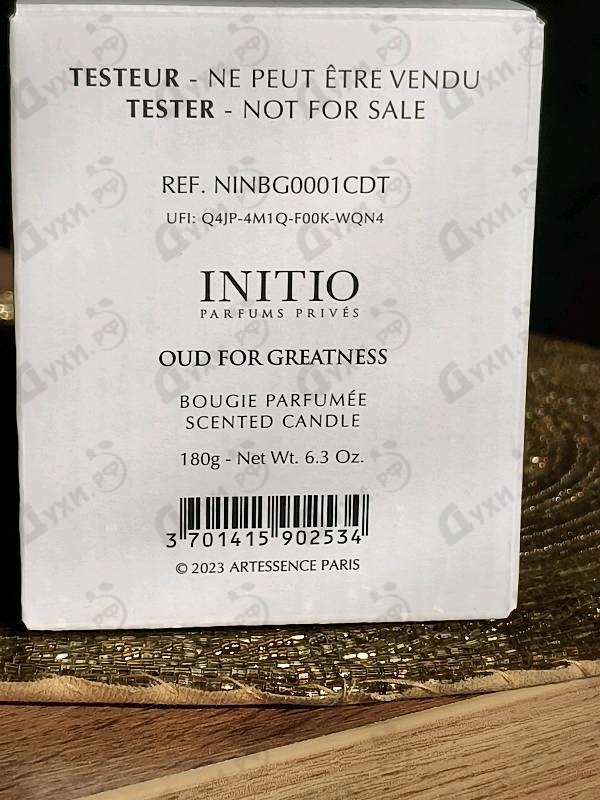 TESTEUR - NE PEUT ÊTRE VENDU
TESTER - NOT FOR SALE
REF. NINBG0001CDT
UFI: Q4JP-4M1Q-F00K-WQN4
INITIO
PARFUMS PRIVÉS
OUD FOR GREATNESS
BOUGIE PARFUMÉE
SCENTED CANDLE
180g - Net Wt. 6.3 Oz.
3 701415 902534
© 2023 ARTESSENCE PARIS
Духи.рф